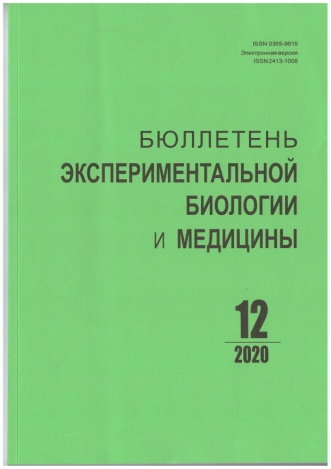 ISSN 0365-9615
Электронная версия
ISSN 2413-1008
БЮЛЛЕТЕНЬ
ЭКСПЕРИМЕНТАЛЬНОЙ
БИОЛОГИИ
И МЕДИЦИНЫ
12
2020